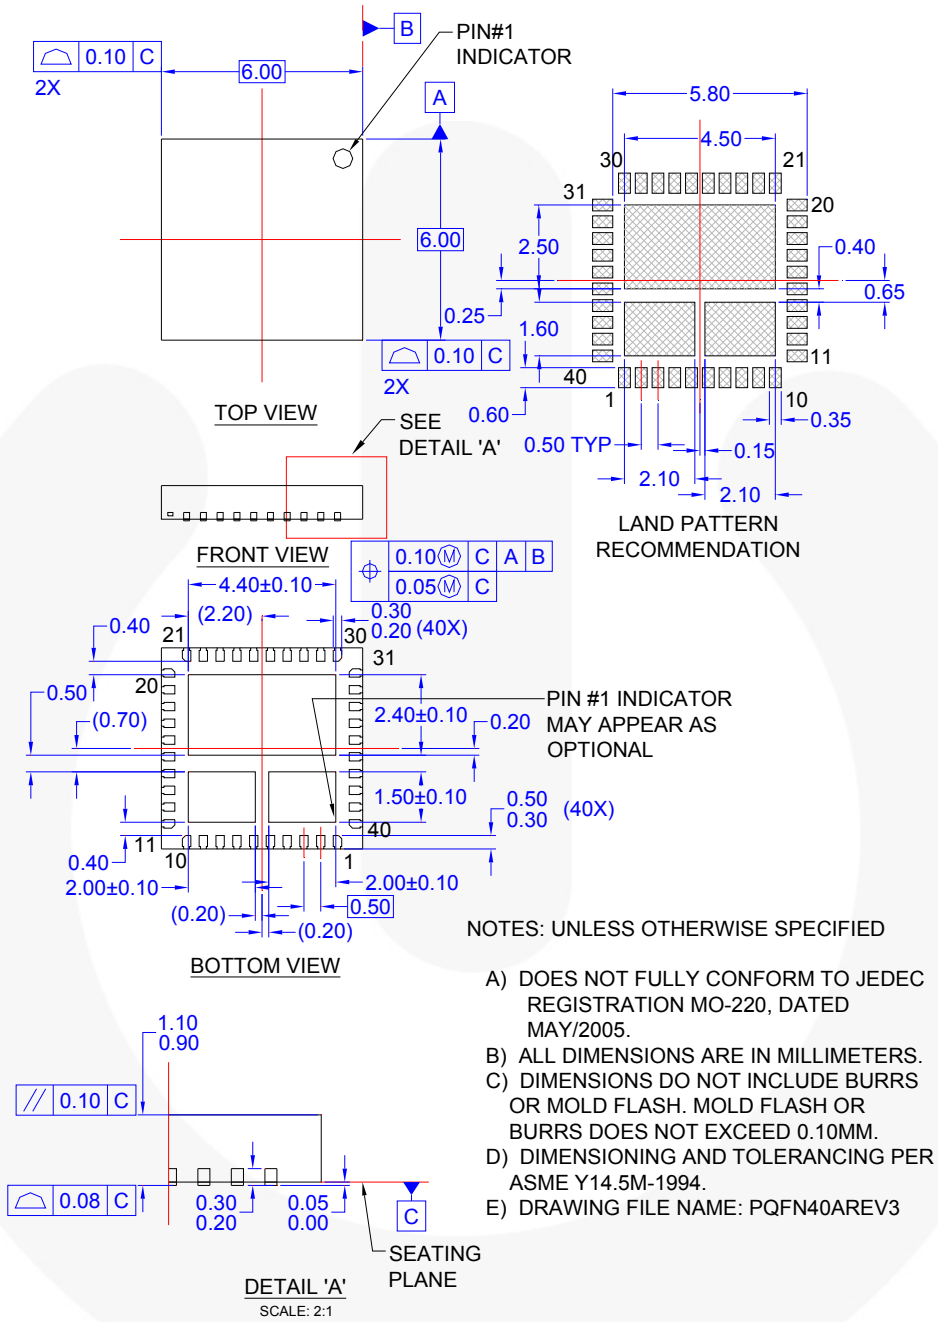 B
PIN#1
INDICATOR
0.10 C
2X
6.00
A
6.00
0.10 C
2X
TOP VIEW
5.80
4.50
30
21
31
20
2.50
0.40
0.65
0.25
1.60
40
11
1
10
0.60
0.35
0.50 TYP
0.15
2.10
2.10
LAND PATTERN
RECOMMENDATION
SEE
DETAIL 'A'
FRONT VIEW
0.10Ⓜ C A B
0.05Ⓜ C
4.40±0.10
(2.20)
0.30
0.20 (40X)
0.40
21
30
31
20
0.50
(0.70)
2.40±0.10
0.20
PIN #1 INDICATOR
MAY APPEAR AS
OPTIONAL
1.50±0.10
0.50
0.30
(40X)
11
10
1
40
0.40
2.00±0.10
2.00±0.10
(0.20)
0.50
(0.20)
BOTTOM VIEW
NOTES: UNLESS OTHERWISE SPECIFIED
A) DOES NOT FULLY CONFORM TO JEDEC
REGISTRATION MO-220, DATED
MAY/2005.
B) ALL DIMENSIONS ARE IN MILLIMETERS.
C) DIMENSIONS DO NOT INCLUDE BURRS
OR MOLD FLASH. MOLD FLASH OR
BURRS DOES NOT EXCEED 0.10MM.
D) DIMENSIONING AND TOLERANCING PER
ASME Y14.5M-1994.
E) DRAWING FILE NAME: PQFN40AREV3
1.10
0.90
// 0.10 C
0.08 C
0.30
0.20
0.05
0.00
C
SEATING
PLANE
DETAIL 'A'
SCALE: 2:1